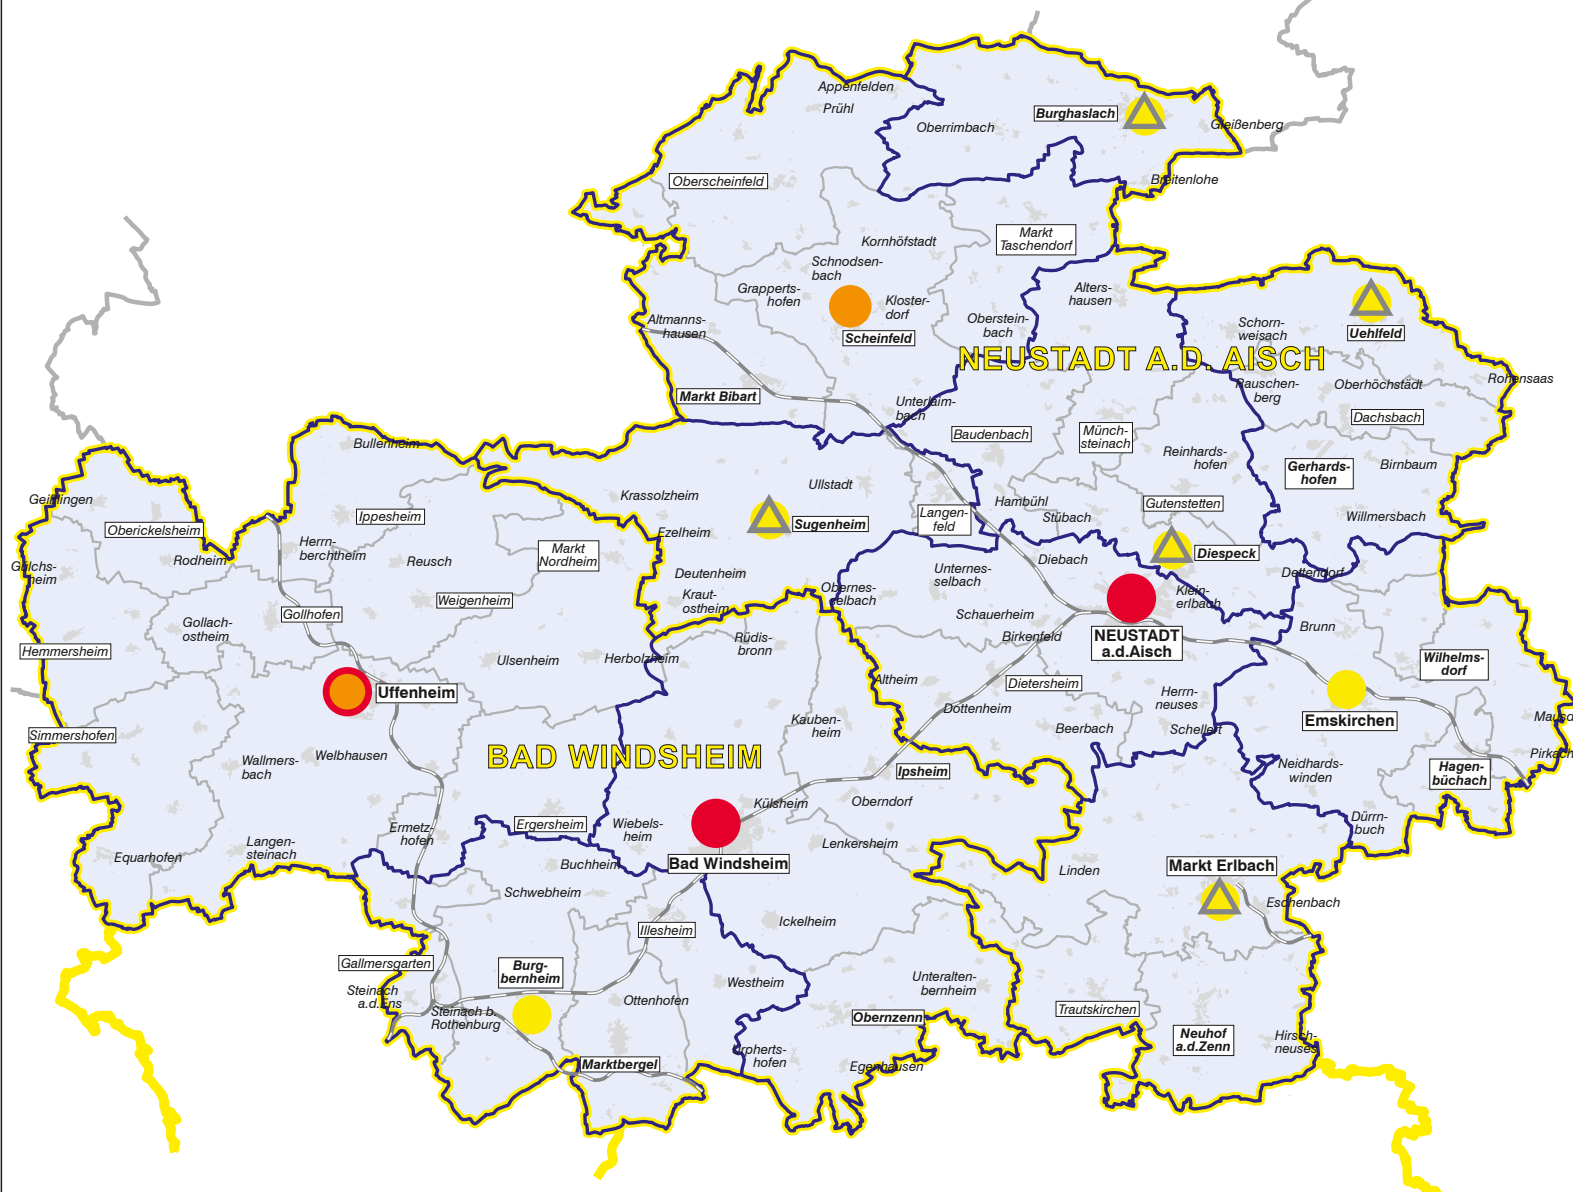 Appenfelden
Prühl
Oberrimbach
Burghaslach
Gleißenberg
Breitenlohe
Oberscheinfeld
Kornhöfstadt
Markt
Taschendorf
Schnodsen-
bach
Grapperts-
hofen
Kloster-
dorf
Scheinfeld
Altmanns-
hausen
Oberstein-
bach
Alters-
hausen
Schorn-
weisach
Uehlfeld
NEUSTADT A.D. AISCH
Rauschen-
berg
Oberhöchstädt
Rohensaas
Dachsbach
Markt Bibart
Unterlaim-
bach
Baudenbach
Münch-
steinach
Reinhards-
hofen
Gerhards-
hofen
Birnbaum
Bullenheim
Ullstadt
Krassolzheim
Sugenheim
Langen-
feld
Hambühl
Stübach
Gutenstetten
Willmersbach
Geißlingen
Oberickelsheim
Ippesheim
Herrn-
berchtheim
Reusch
Markt
Nordheim
Ezelheim
Deutenheim
Kraut-
ostheim
Obernes-
selbach
Unternes-
selbach
Diebach
Diespeck
Dettendorf
Klein-
erlbach
Rodheim
Gülchs-
heim
Gollhofen
Weigenheim
Gollach-
ostheim
Hemmersheim
Ulsenheim
Herbolzheim
Rüdis-
bronn
Schauerheim
Birkenfeld
NEUSTADT
a.d.Aisch
Brunn
Wilhelms-
dorf
Uffenheim
Altheim
Dietersheim
Dottenheim
Herrn-
neuses
Emskirchen
Simmershofen
Wallmers-
bach
Welbhausen
BAD WINDSHEIM
Kauben-
heim
Beerbach
Schellert
Ipsheim
Neidhards-
winden
Hagen-
büchach
Külsheim
Oberndorf
Ergersheim
Wiebels-
heim
Lenkersheim
Dürrn-
buch
Ermetz-
hofen
Langen-
steinach
Equarhofen
Buchheim
Bad Windsheim
Linden
Markt Erlbach
Eschenbach
Schwebheim
Ickelheim
Illesheim
Gallmersgarten
Burg-
bernheim
Steinach
a.d.Ens
Steinach b.
Rothenburg
Ottenhofen
Westheim
Unteralten-
bernheim
Obernzenn
Trautskirchen
Neuhof
a.d.Zenn
Hirsch-
neuses
Marktbergel
Egenhausen